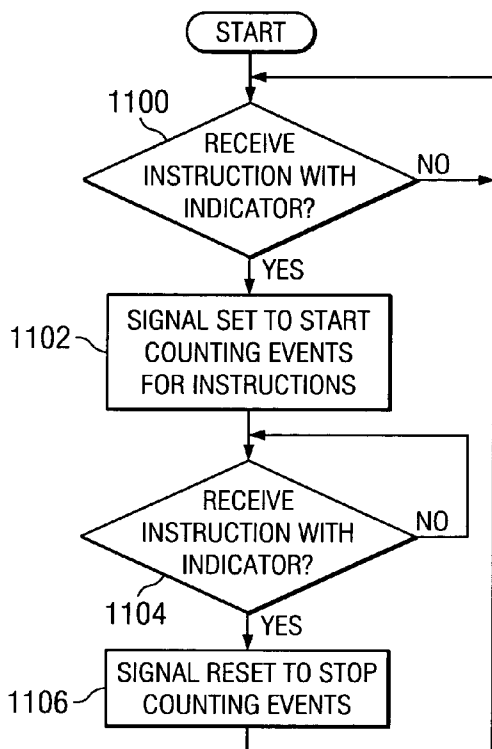 START
1100
RECEIVE
INSTRUCTION WITH
INDICATOR?
NO
YES
1102
SIGNAL SET TO START
COUNTING EVENTS
FOR INSTRUCTIONS
RECEIVE
INSTRUCTION WITH
INDICATOR?
NO
1104
YES
1106
SIGNAL RESET TO STOP
COUNTING EVENTS